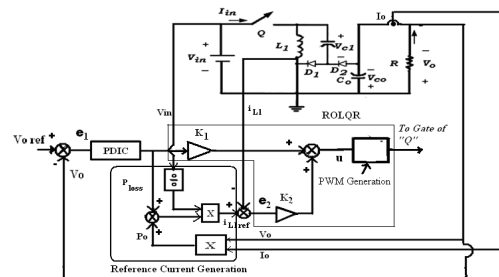 Iin
Q
Io
+
Vin
-
L1
+
Vc1
-
D1
D2
Co
+
Vco
-
R
-
Vo
+
Vin
iL1
ROLQR
To Gate of
"Q"
Vo ref
+
-
e1
PDIC
K1
+
+
u
PWM Generation
Vo
Ploss
÷
+
+
Po
X
+
-
iL1ref
e2
K2
X
Vo
Io
Reference Current Generation